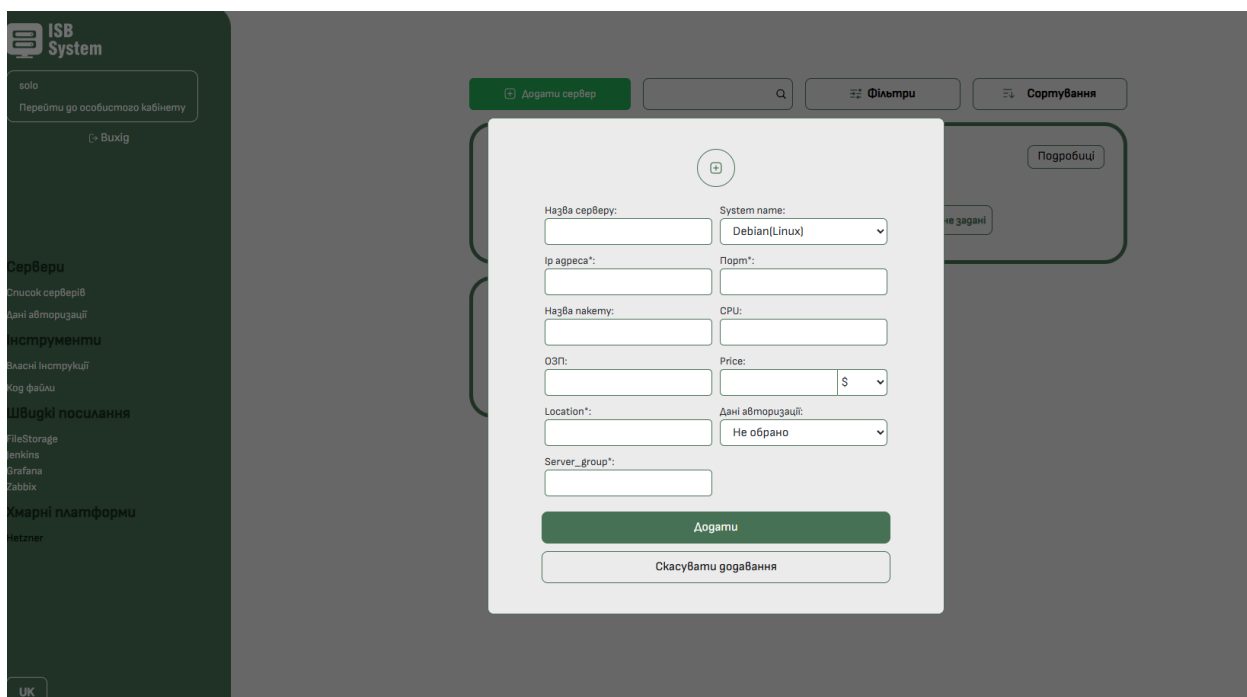 ISB
System
solo
Перейти до особистого кабінету
Вихід
Сервери
Список серверів
Дані авторизації
Інструменти
Власні Інструкції
Код файли
Швидкі посилання
FileStorage
Jenkins
Grafana
Zabbix
Хмарні платформи
Hetzner
UK
Додати сервер
Фільтри
Сортування
Подробиці
не задані
Назва серверу:
System name:
Debian(Linux)
Ip адреса*:
Порт*:
Назва пакету:
CPU:
ОЗП:
Price:
$
Location*:
Дані авторизації:
Не обрано
Server_group*:
Додати
Скасувати додавання